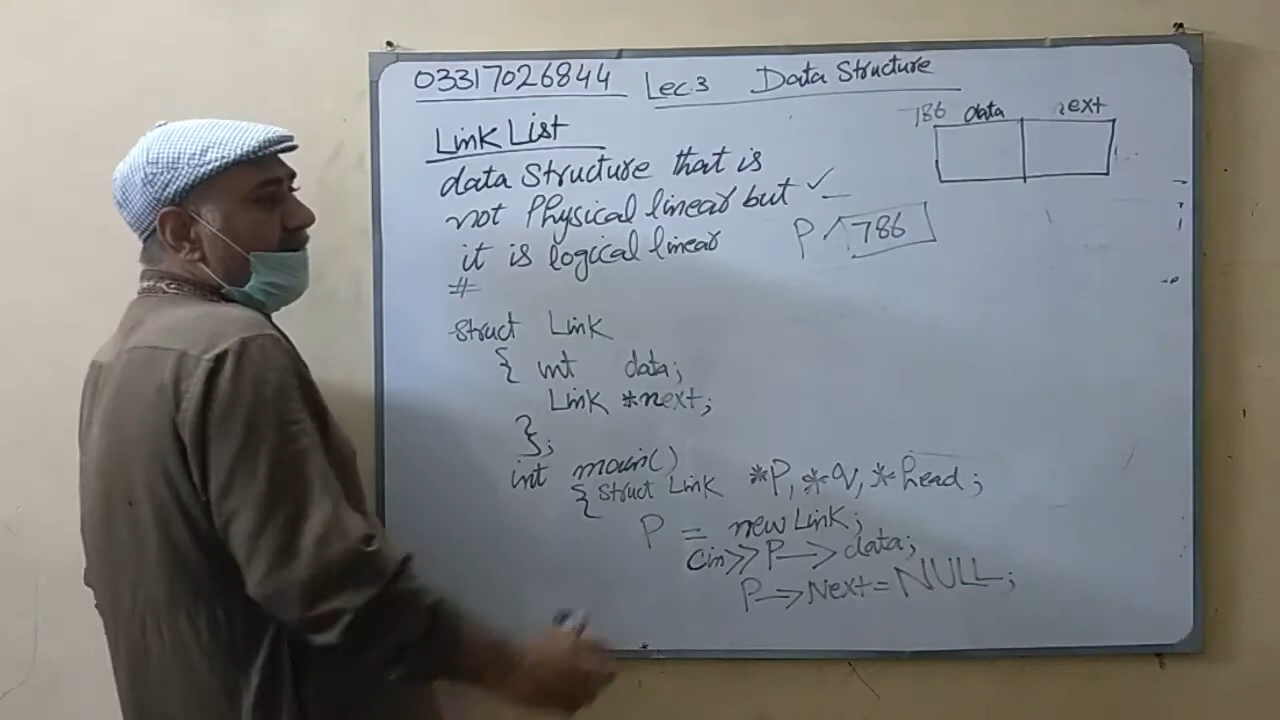 03317026844 Lec.3 Data Structure
Link List
data Structure that is
not Physical linear but ✓
it is logical linear
#
struct Link
{ int data;
Link *next;
};
int main()
{ struct Link *P, *q, *head;
P = new Link;
Cin>>P→data;
P→Next=NULL;
786 data next
P 786